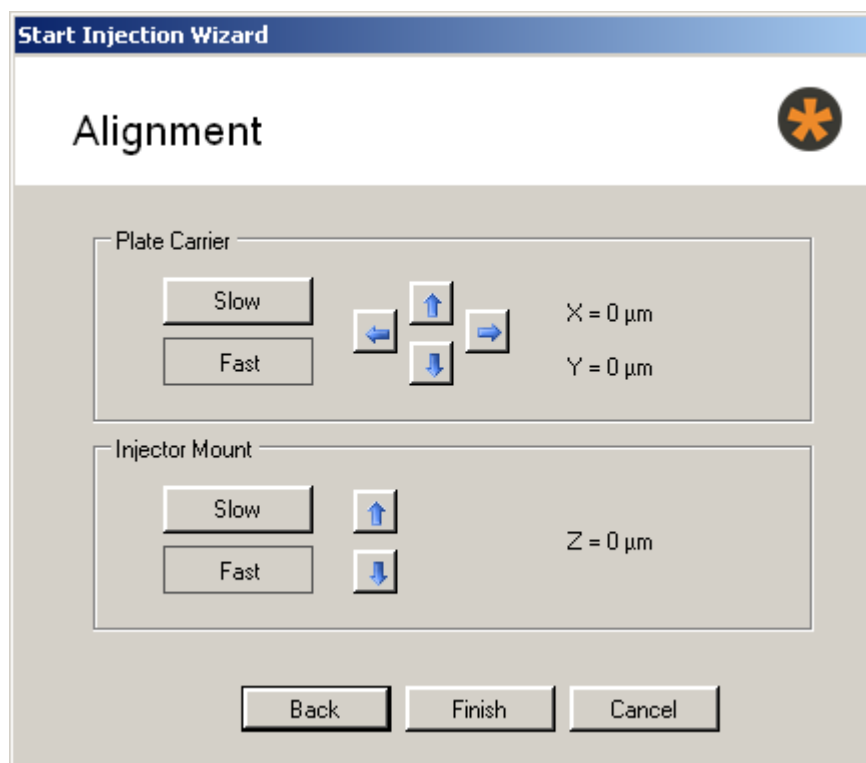 Start Injection Wizard
Alignment
Plate Carrier
Slow
Fast
X = 0 µm
Y = 0 µm
Injector Mount
Slow
Fast
Z = 0 µm
Back Finish Cancel